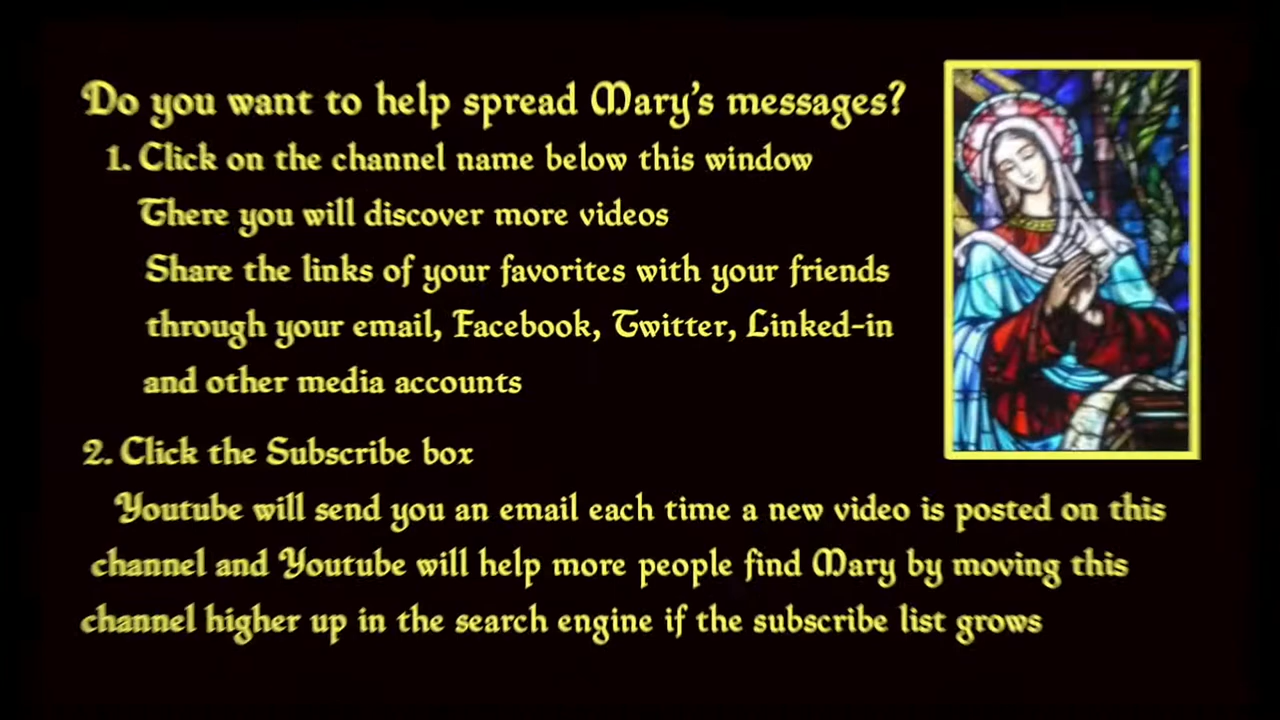 Do you want to help spread Mary's messages?
1. Click on the channel name below this window
There you will discover more videos
Share the links of your favorites with your friends
through your email, Facebook, Twitter, Linked-in
and other media accounts
2. Click the Subscribe box
Youtube will send you an email each time a new video is posted on this
channel and Youtube will help more people find Mary by moving this
channel higher up in the search engine if the subscribe list grows